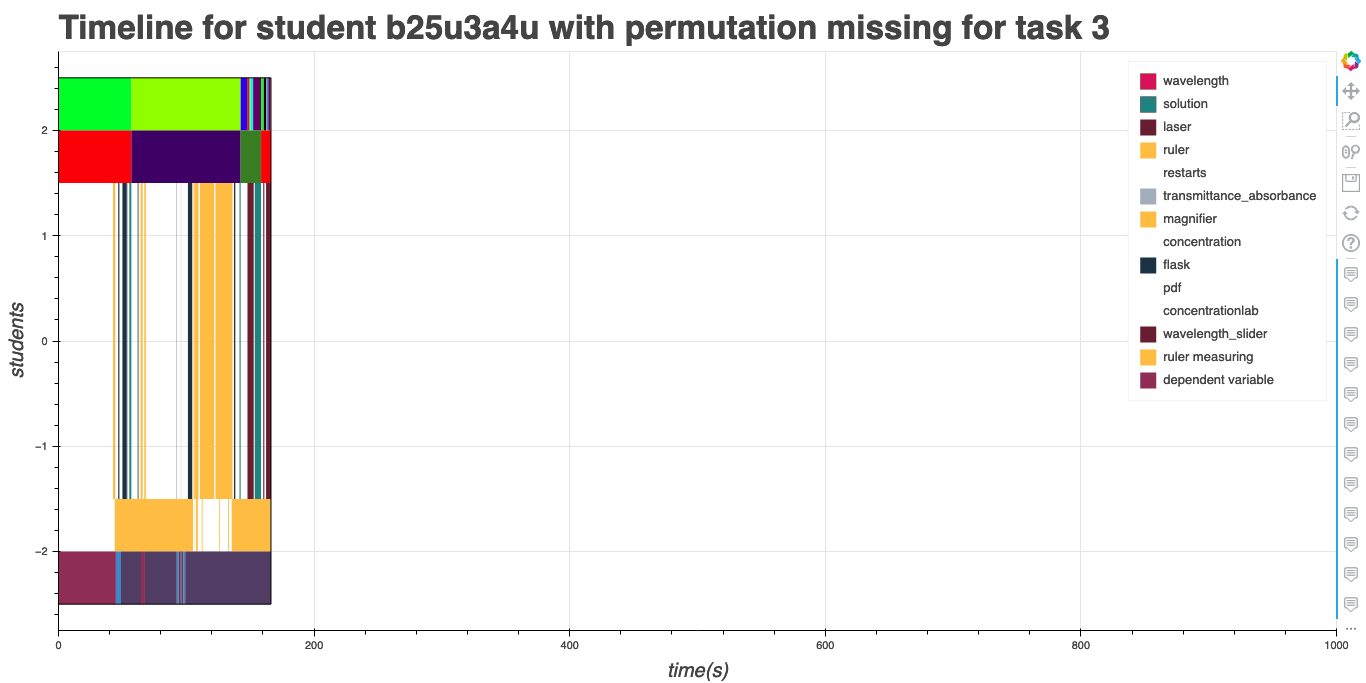 Timeline for student b25u3a4u with permutation missing for task 3
wavelength
solution
laser
ruler
restarts
transmittance_absorbance
magnifier
concentration
flask
pdf
concentrationlab
wavelength_slider
ruler measuring
dependent variable
students
2
1
0
−1
−2
0 200 400 600 800 1000
time(s)